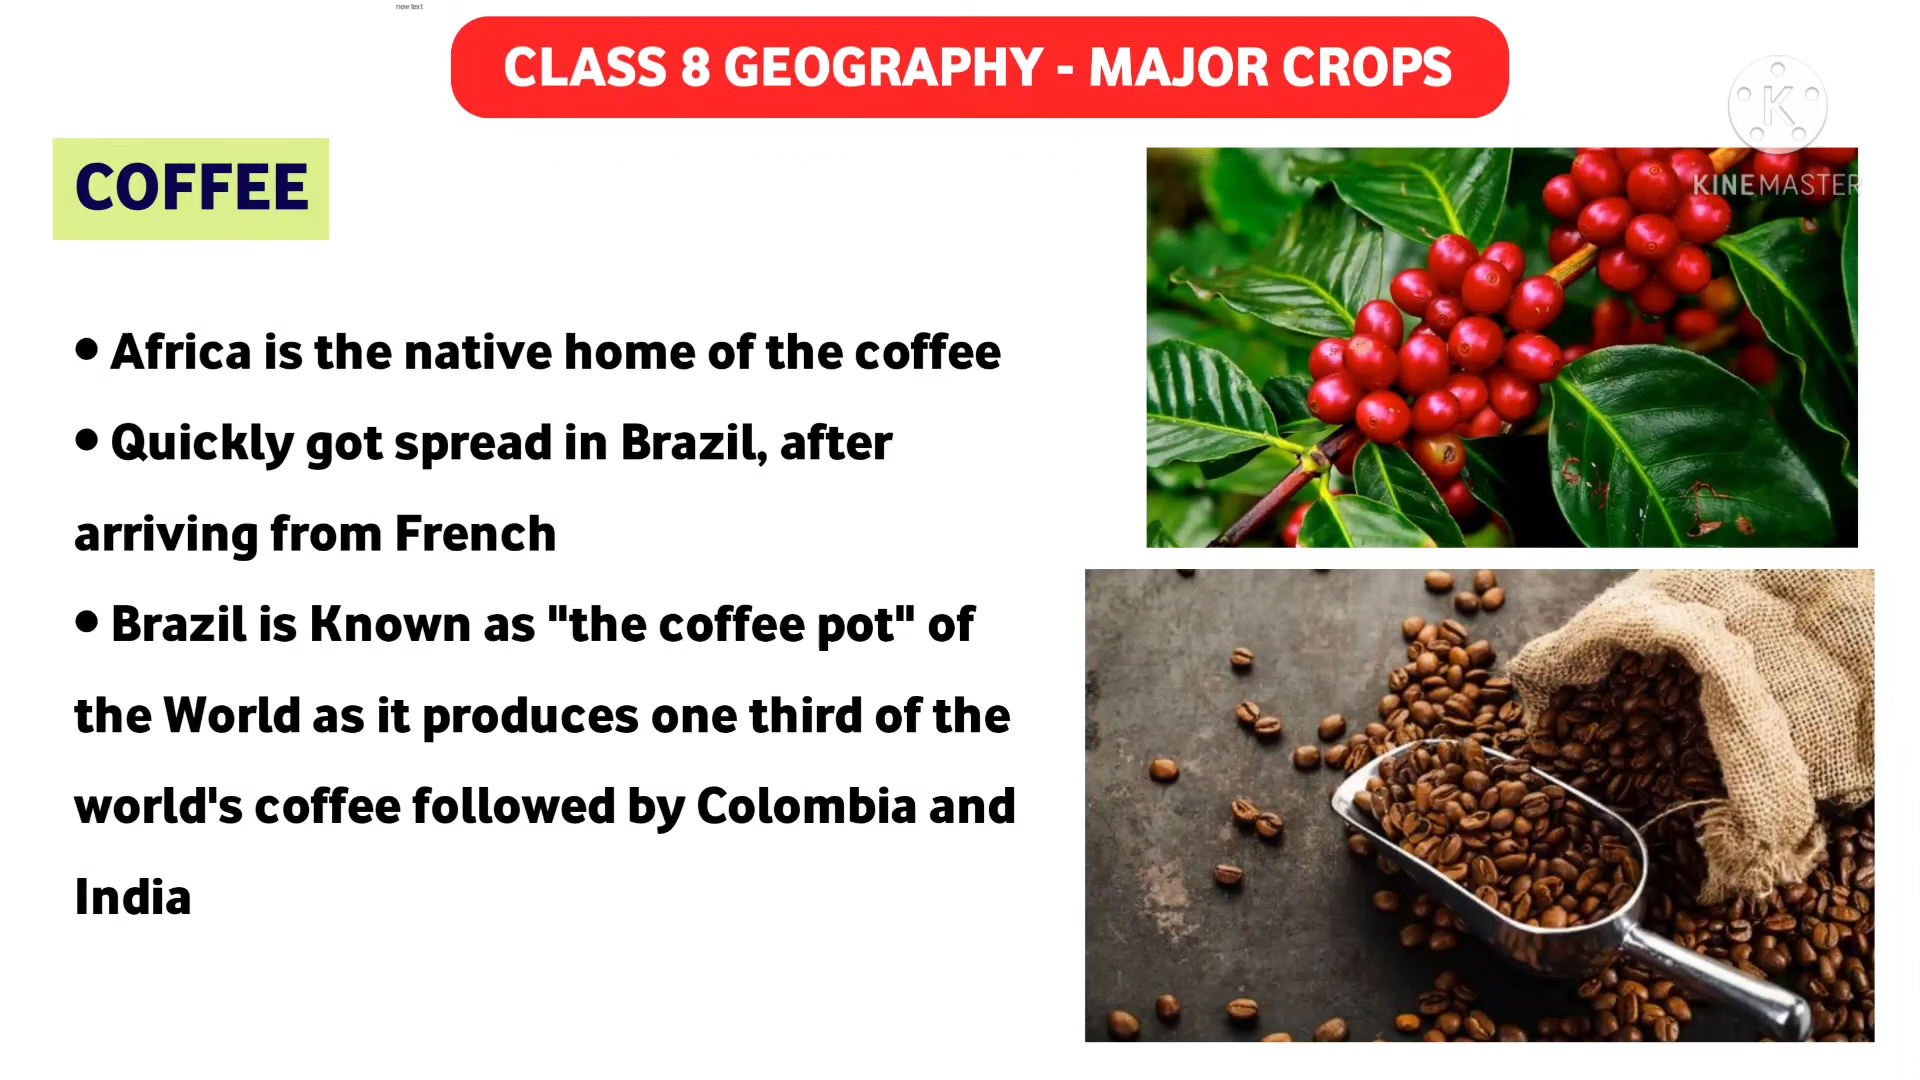 new text
CLASS 8 GEOGRAPHY - MAJOR CROPS
K
KINEMASTER
COFFEE
• Africa is the native home of the coffee
• Quickly got spread in Brazil, after
arriving from French
• Brazil is Known as "the coffee pot" of
the World as it produces one third of the
world's coffee followed by Colombia and
India